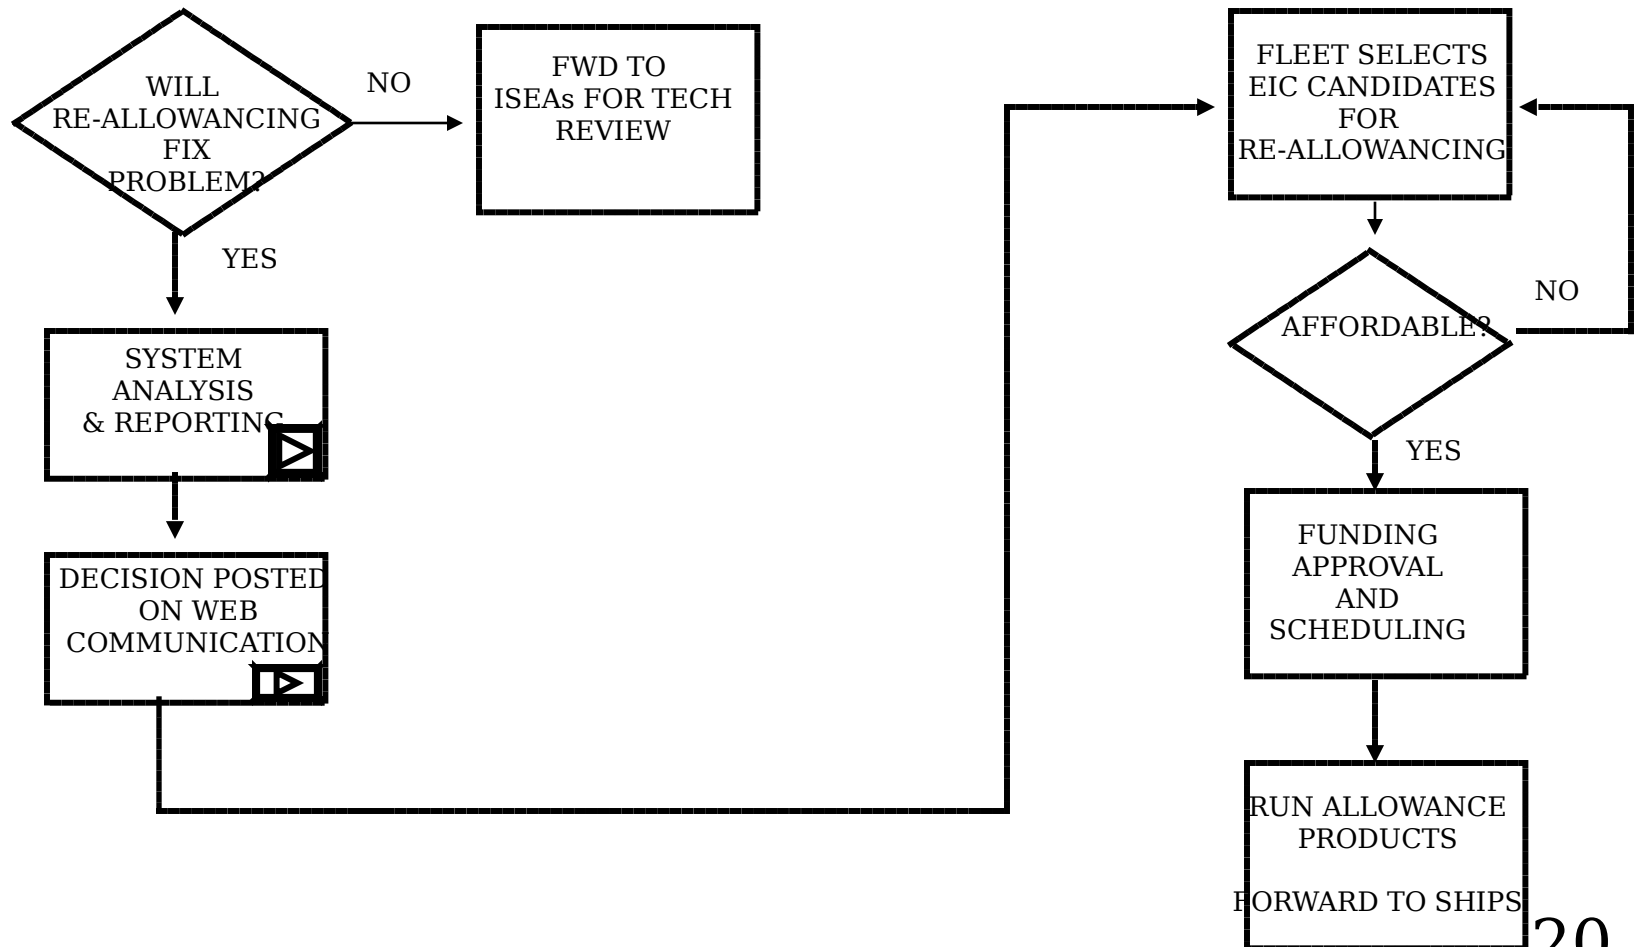 WILL
RE-ALLOWANCING
FIX
PROBLEM?
NO
FWD TO
ISEAs FOR TECH
REVIEW
YES
SYSTEM
ANALYSIS
& REPORTING
DECISION POSTED
ON WEB
COMMUNICATION
FLEET SELECTS
EIC CANDIDATES
FOR
RE-ALLOWANCING
AFFORDABLE?
NO
YES
FUNDING
APPROVAL
AND
SCHEDULING
RUN ALLOWANCE
PRODUCTS
FORWARD TO SHIPS
20